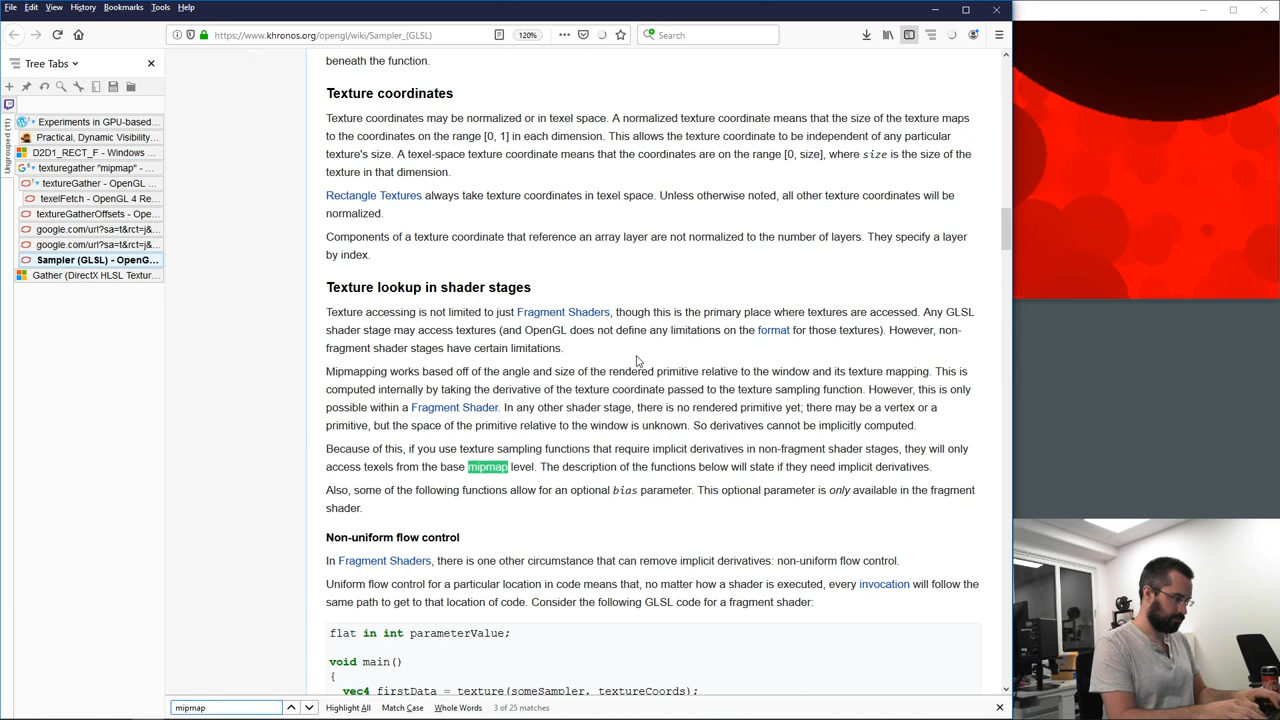 File Edit View History Bookmarks Tools Help
https://www.khronos.org/opengl/wiki/Sampler_(GLSL) 120% Search
Tree Tabs
Ungrouped (11)
Experiments in GPU-based...
Practical, Dynamic Visibility...
D2D1_RECT_F - Windows ...
texturegather "mipmap" - ...
textureGather - OpenGL ...
texelFetch - OpenGL 4 Re...
textureGatherOffsets - Ope...
google.com/url?sa=t&rct=j&...
google.com/url?sa=t&rct=j&...
Sampler (GLSL) - OpenG...
Gather (DirectX HLSL Textur...
beneath the function.
Texture coordinates
Texture coordinates may be normalized or in texel space. A normalized texture coordinate means that the size of the texture maps
to the coordinates on the range [0, 1] in each dimension. This allows the texture coordinate to be independent of any particular
texture's size. A texel-space texture coordinate means that the coordinates are on the range [0, size], where size is the size of the
texture in that dimension.
Rectangle Textures always take texture coordinates in texel space. Unless otherwise noted, all other texture coordinates will be
normalized.
Components of a texture coordinate that reference an array layer are not normalized to the number of layers. They specify a layer
by index.
Texture lookup in shader stages
Texture accessing is not limited to just Fragment Shaders, though this is the primary place where textures are accessed. Any GLSL
shader stage may access textures (and OpenGL does not define any limitations on the format for those textures). However, non-
fragment shader stages have certain limitations.
Mipmapping works based off of the angle and size of the rendered primitive relative to the window and its texture mapping. This is
computed internally by taking the derivative of the texture coordinate passed to the texture sampling function. However, this is only
possible within a Fragment Shader. In any other shader stage, there is no rendered primitive yet; there may be a vertex or a
primitive, but the space of the primitive relative to the window is unknown. So derivatives cannot be implicitly computed.
Because of this, if you use texture sampling functions that require implicit derivatives in non-fragment shader stages, they will only
access texels from the base mipmap level. The description of the functions below will state if they need implicit derivatives.
Also, some of the following functions allow for an optional bias parameter. This optional parameter is only available in the fragment
shader.
Non-uniform flow control
In Fragment Shaders, there is one other circumstance that can remove implicit derivatives: non-uniform flow control.
Uniform flow control for a particular location in code means that, no matter how a shader is executed, every invocation will follow the
same path to get to that location of code. Consider the following GLSL code for a fragment shader:
flat in int parameterValue;
void main()
{
vec4 firstData = texture(someSampler, textureCoords);
mipmap Highlight All Match Case Whole Words 3 of 25 matches